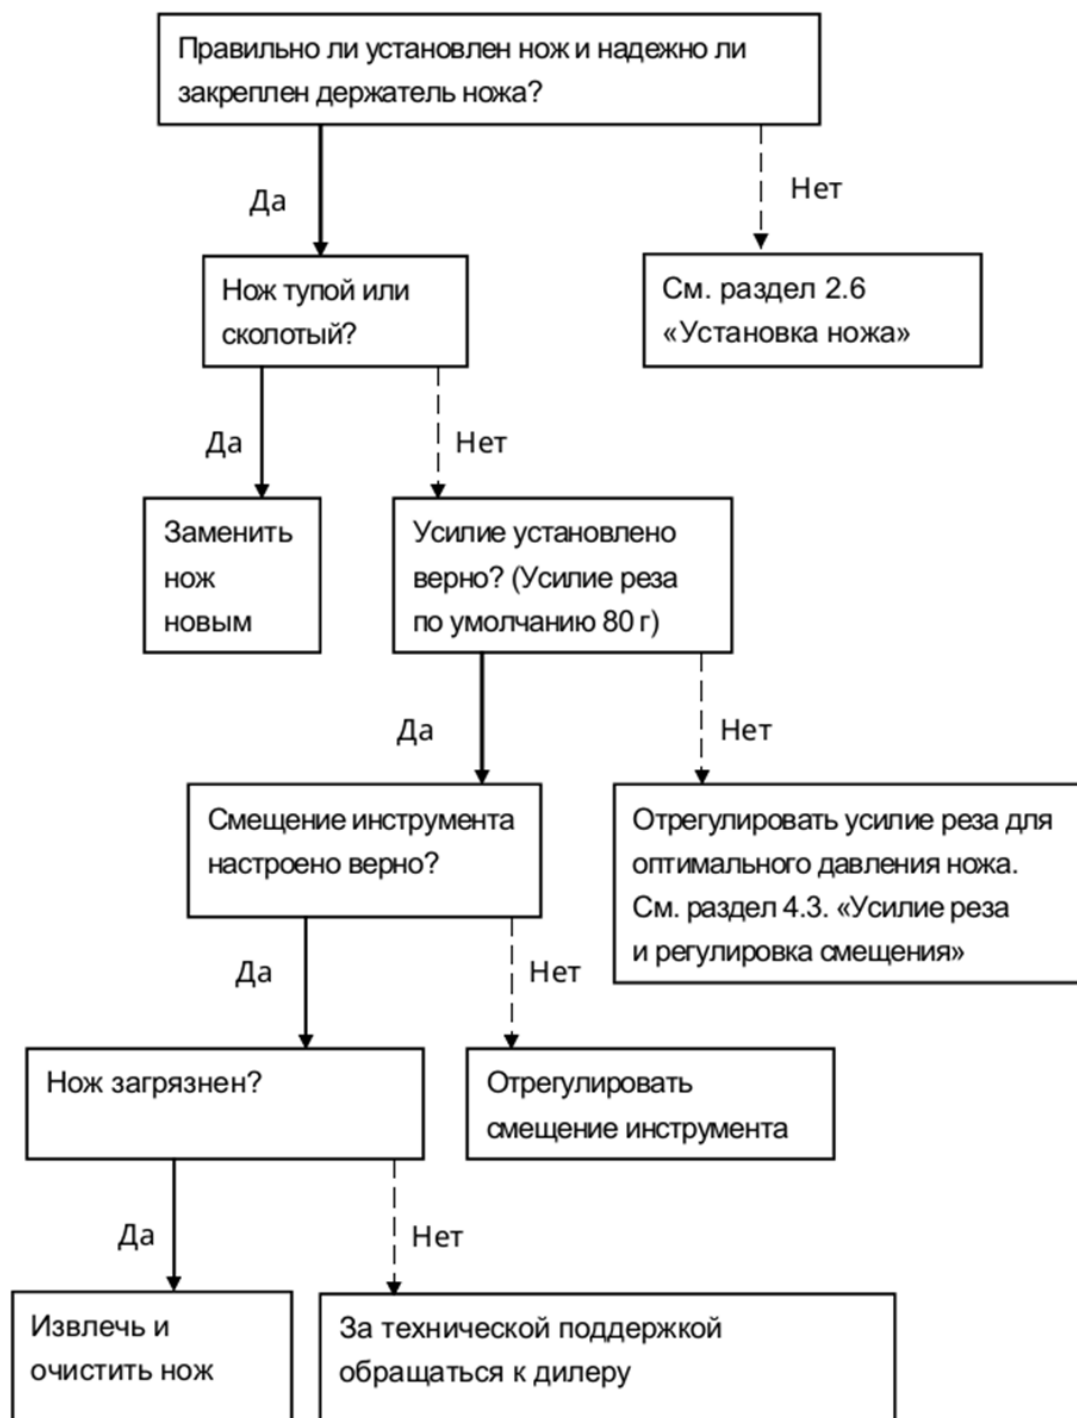 Правильно ли установлен нож и надежно ли
закреплен держатель ножа?
Да
Нет
Нож тупой или
сколотый?
См. раздел 2.6
«Установка ножа»
Да
Нет
Заменить
нож
новым
Усилие установлено
верно? (Усилие реза
по умолчанию 80 г)
Да
Нет
Смещение инструмента
настроено верно?
Отрегулировать усилие реза для
оптимального давления ножа.
См. раздел 4.3. «Усилие реза
и регулировка смещения»
Да
Нет
Нож загрязнен?
Отрегулировать
смещение инструмента
Да
Нет
Извлечь и
очистить нож
За технической поддержкой
обращаться к дилеру